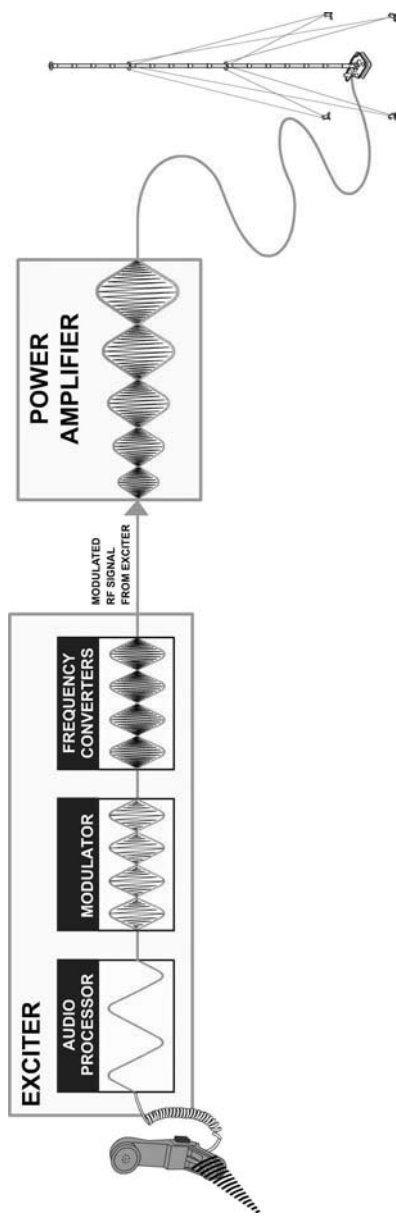 EXCITER
AUDIO
PROCESSOR
MODULATOR
FREQUENCY
CONVERTERS
MODULATED
RF SIGNAL
FROM EXCITER
POWER
AMPLIFIER